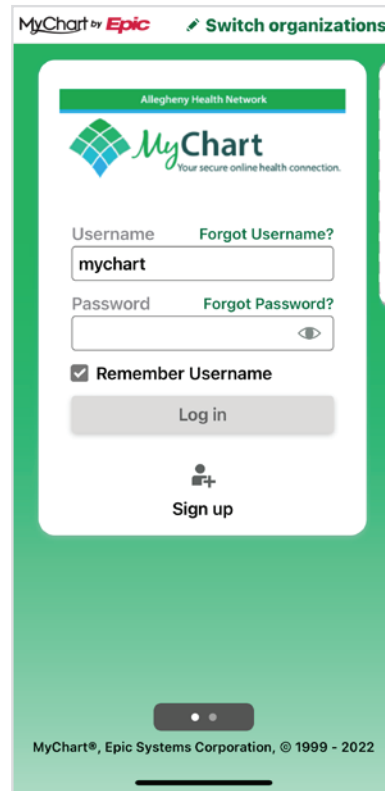 MyChart by Epic
Switch organizations
Allegheny Health Network
MyChart
Your secure online health connection.
Username Forgot Username?
mychart
Password Forgot Password?
Remember Username
Log in
Sign up
MyChart®, Epic Systems Corporation, © 1999 - 2022